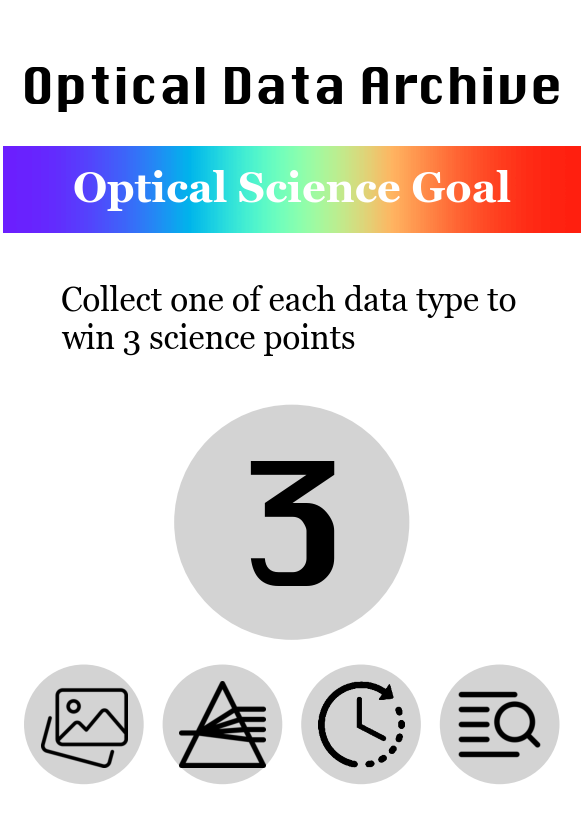 Optical Data Archive
Optical Science Goal
Collect one of each data type to
win 3 science points
3